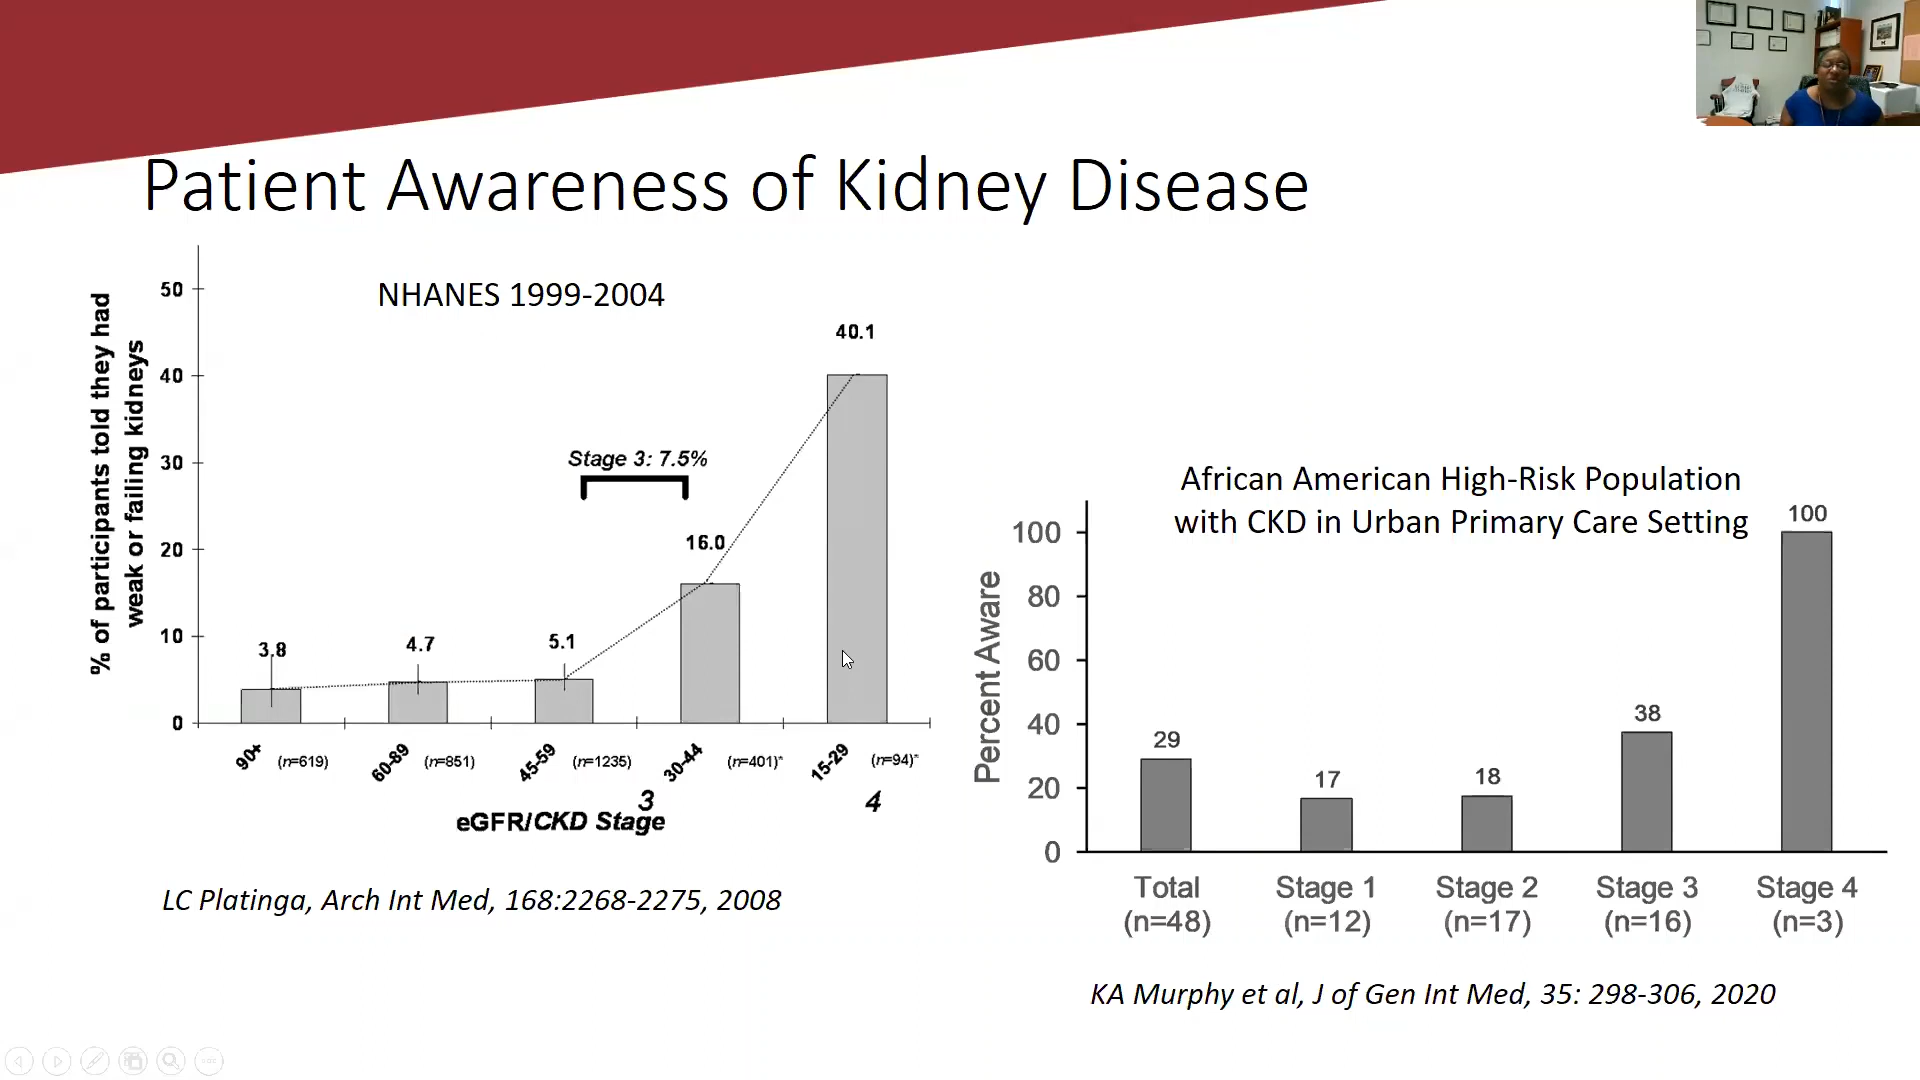 Patient Awareness of Kidney Disease
NHANES 1999-2004
% of participants told they had
weak or failing kidneys
50
40
30
20
10
0
3.8
4.7
5.1
Stage 3: 7.5%
16.0
40.1
90+ (n=619) 60-89 (n=851) 45-59 (n=1235) 30-44 (n=401)* 15-29 (n=94)*
3 4
eGFR/CKD Stage
LC Platinga, Arch Int Med, 168:2268-2275, 2008
African American High-Risk Population
with CKD in Urban Primary Care Setting
Percent Aware
100
80
60
40
20
0
29
17
18
38
100
Total Stage 1 Stage 2 Stage 3 Stage 4
(n=48) (n=12) (n=17) (n=16) (n=3)
KA Murphy et al, J of Gen Int Med, 35: 298-306, 2020